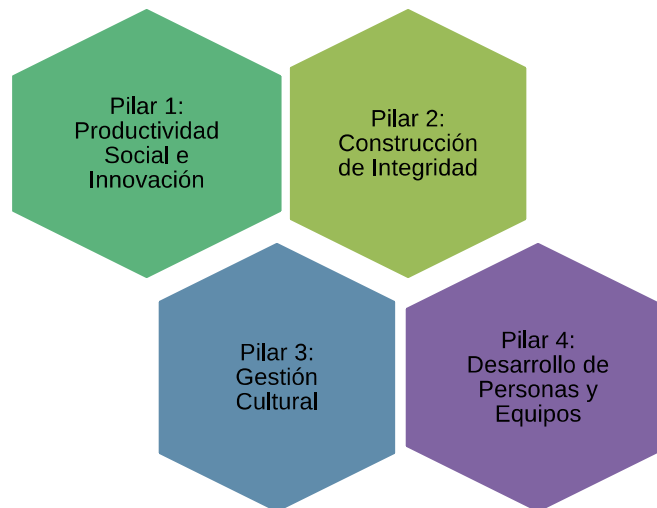 Pilar 1:
Productividad
Social e
Innovación
Pilar 2:
Construcción
de Integridad
Pilar 3:
Gestión
Cultural
Pilar 4:
Desarrollo de
Personas y
Equipos